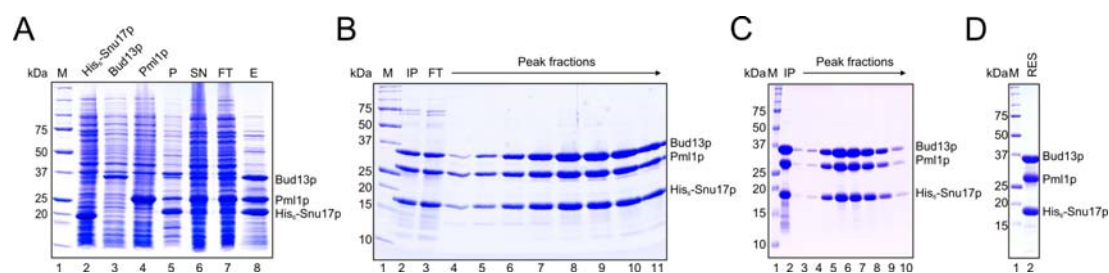 A
His6-Snu17p
Bud13p
Pml1p
kDa M P SN FT E
75
50
37
25
20
Bud13p
Pml1p
His6-Snu17p
1 2 3 4 5 6 7 8
B
Peak fractions
kDa M IP FT
75
50
37
25
20
15
10
Bud13p
Pml1p
His6-Snu17p
1 2 3 4 5 6 7 8 9 10 11
C
Peak fractions
kDa M IP
75
50
37
25
20
15
10
Bud13p
Pml1p
His6-Snu17p
1 2 3 4 5 6 7 8 9 10
D
RES
kDa M
75
50
37
25
20
15
Bud13p
Pml1p
His6-Snu17p
1 2